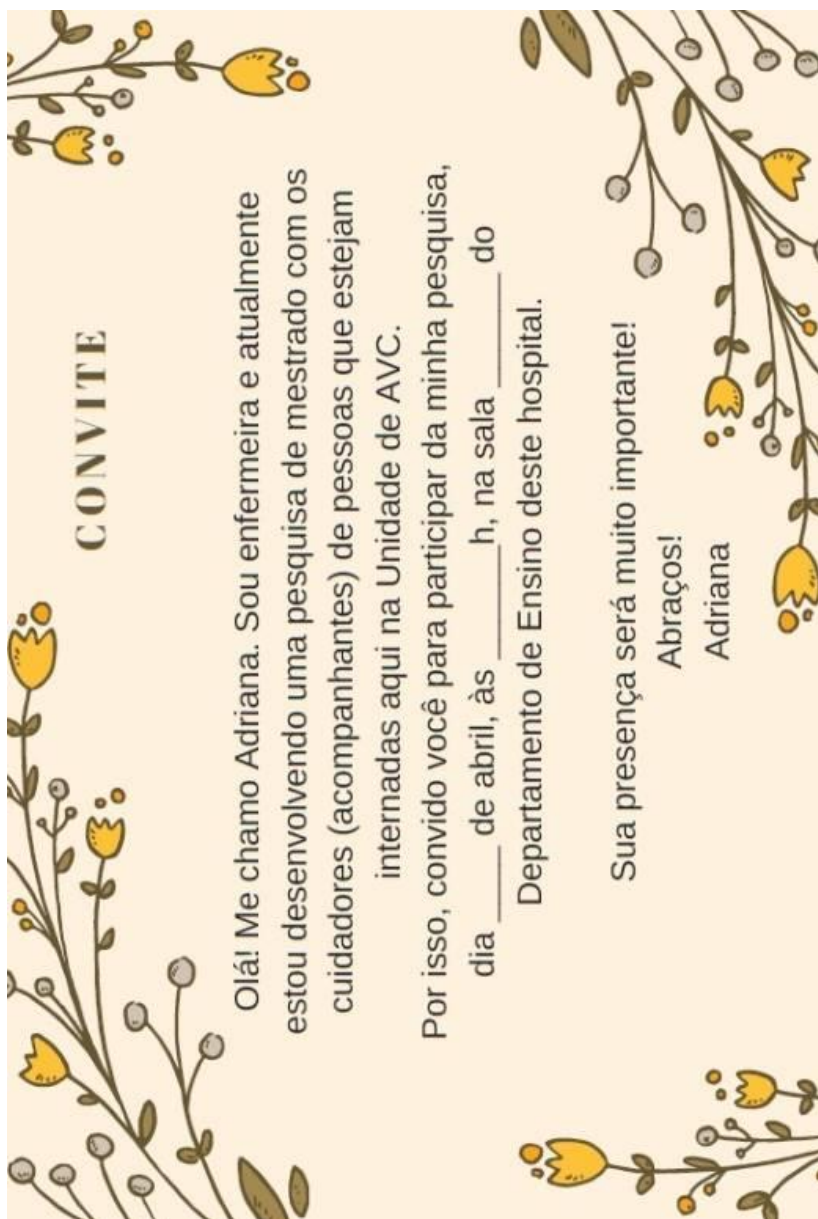 CONVITE
Olá! Me chamo Adriana. Sou enfermeira e atualmente
estou desenvolvendo uma pesquisa de mestrado com os
cuidadores (acompanhantes) de pessoas que estejam
internadas aqui na Unidade de AVC.
Por isso, convido você para participar da minha pesquisa,
dia _____ de abril, às _______h, na sala _______ do
Departamento de Ensino deste hospital.
Sua presença será muito importante!
Abraços!
Adriana